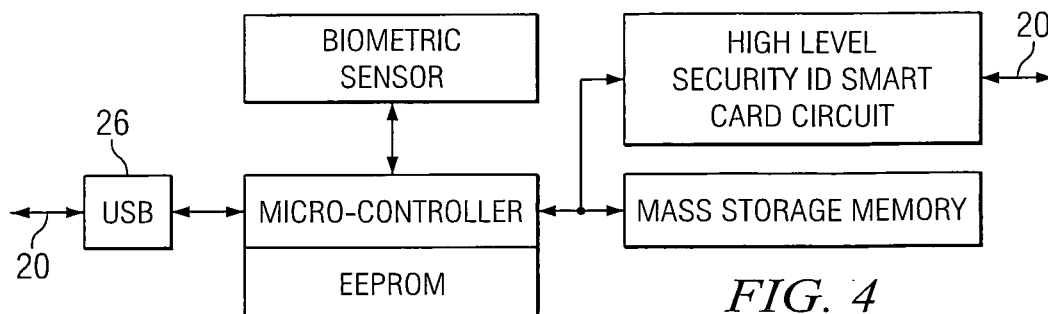 BIOMETRIC
SENSOR
HIGH LEVEL
SECURITY ID SMART
CARD CIRCUIT
20
26
USB
20
MICRO-CONTROLLER
EEPROM
MASS STORAGE MEMORY
FIG. 4